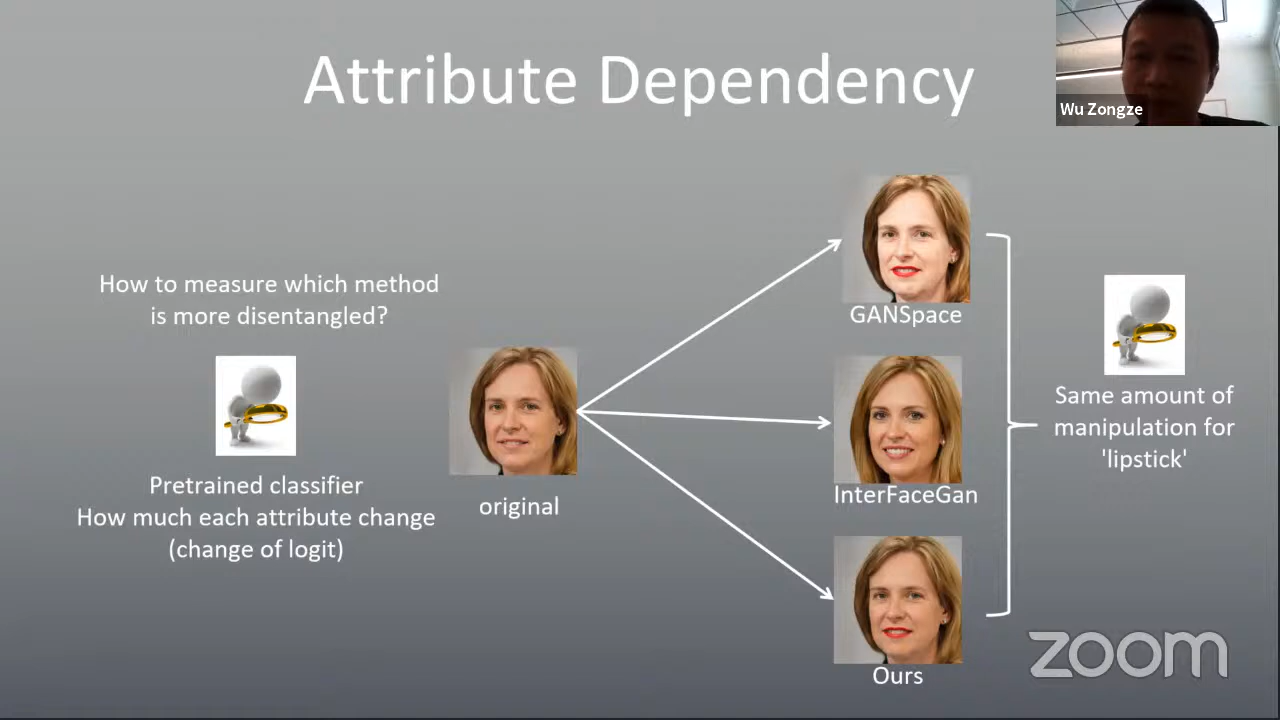 Attribute Dependency
Wu Zongze
How to measure which method
is more disentangled?
Pretrained classifier
How much each attribute change
(change of logit)
original
GANSpace
InterFaceGan
Ours
Same amount of
manipulation for
'lipstick'
zoom